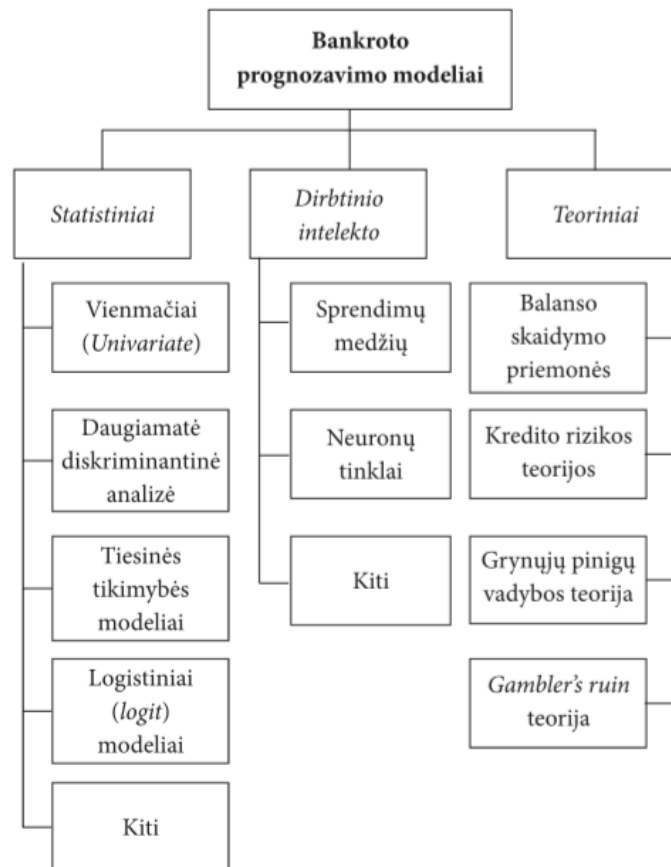 Bankroto
prognozavimo modeliai
Statistiniai
Dirbtinio
intelekto
Teoriniai
Vienmačiai
(Univariate)
Daugiamatė
diskriminantinė
analizė
Tiesinės
tikimybės
modeliai
Logistiniai
(logit)
modeliai
Kiti
Sprendimų
medžių
Neuronų
tinklai
Kiti
Balanso
skaidymo
priemonės
Kredito rizikos
teorijos
Grynųjų pinigų
vadybos teorija
Gambler's ruin
teorija